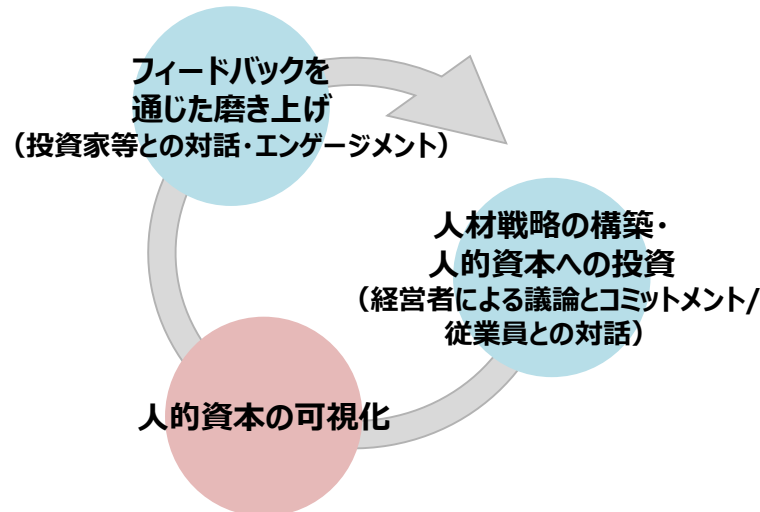 フィードバックを
通じた磨き上げ
（投資家等との対話・エンゲージメント）
人材戦略の構築・
人的資本への投資
（経営者による議論とコミットメント/
従業員との対話）
人的資本の可視化